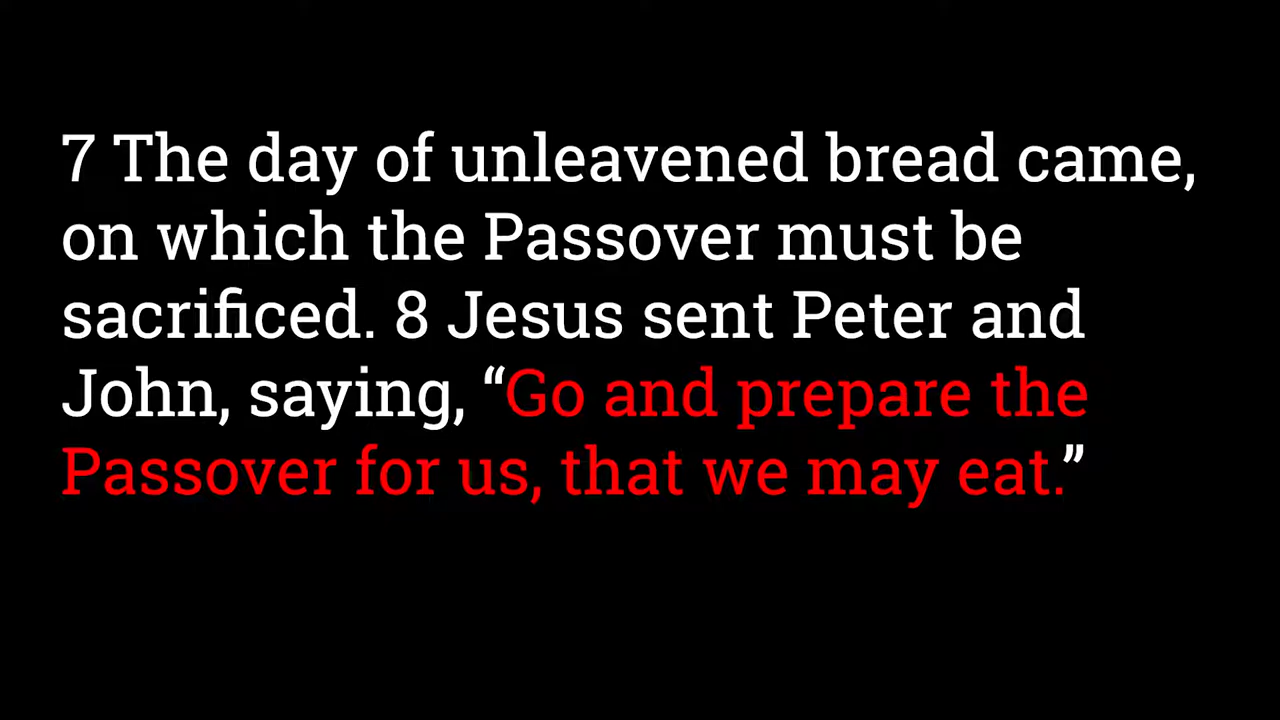 7 The day of unleavened bread came,
on which the Passover must be
sacrificed. 8 Jesus sent Peter and
John, saying, “Go and prepare the
Passover for us, that we may eat.”